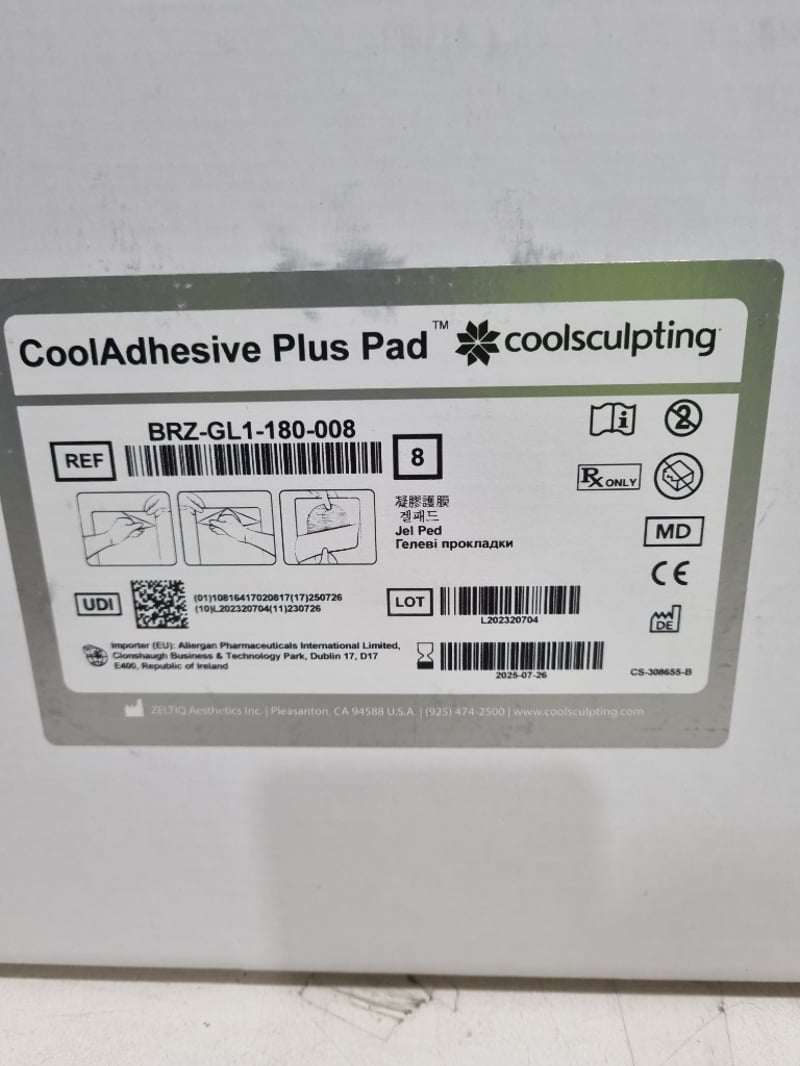 CoolAdhesive Plus Pad™ coolsculpting
BRZ-GL1-180-008
REF
8
RX ONLY
凝膠護膜
겔패드
Jel Ped
Гелеві прокладки
MD
CE
UDI
(01)10816417020817(17)250726
(10)L202320704(11)230726
LOT
L202320704
DE
Importer (EU): Allergan Pharmaceuticals International Limited,
Clonshaugh Business & Technology Park, Dublin 17, D17
E400, Republic of Ireland
2025-07-26
CS-308655-B
ZELTIQ Aesthetics Inc. | Pleasanton, CA 94588 U.S.A. | (925) 474-2500 | www.coolsculpting.com